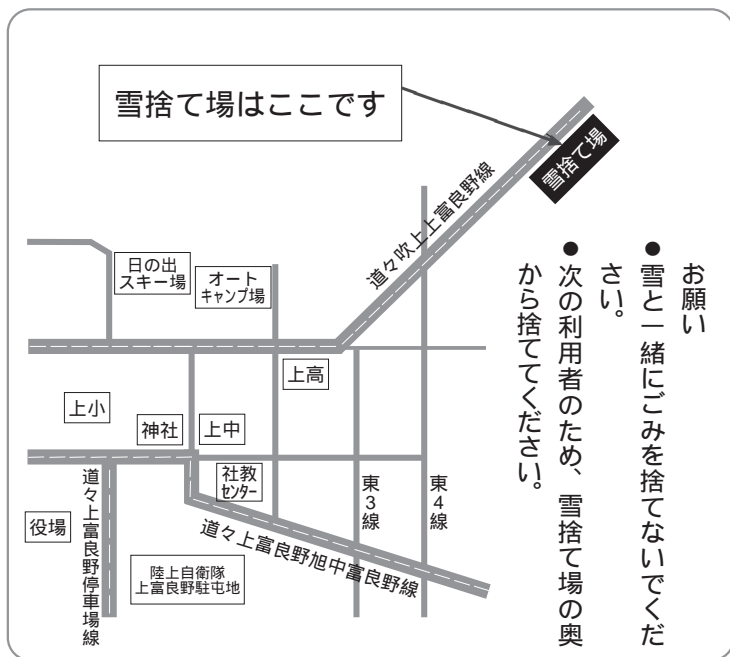 雪捨て場はここです
雪捨て場
道々吹上上富良野線
日の出
スキー場
オート
キャンプ場
上高
上小
神社
上中
社教
センター
役場
道々上富良野停車場線
陸上自衛隊
上富良野駐屯地
道々上富良野旭中富良野線
東3線
東4線
お願い
●雪と一緒にごみを捨てないでくだ
さい。
●次の利用者のため、雪捨て場の奥
から捨ててください。